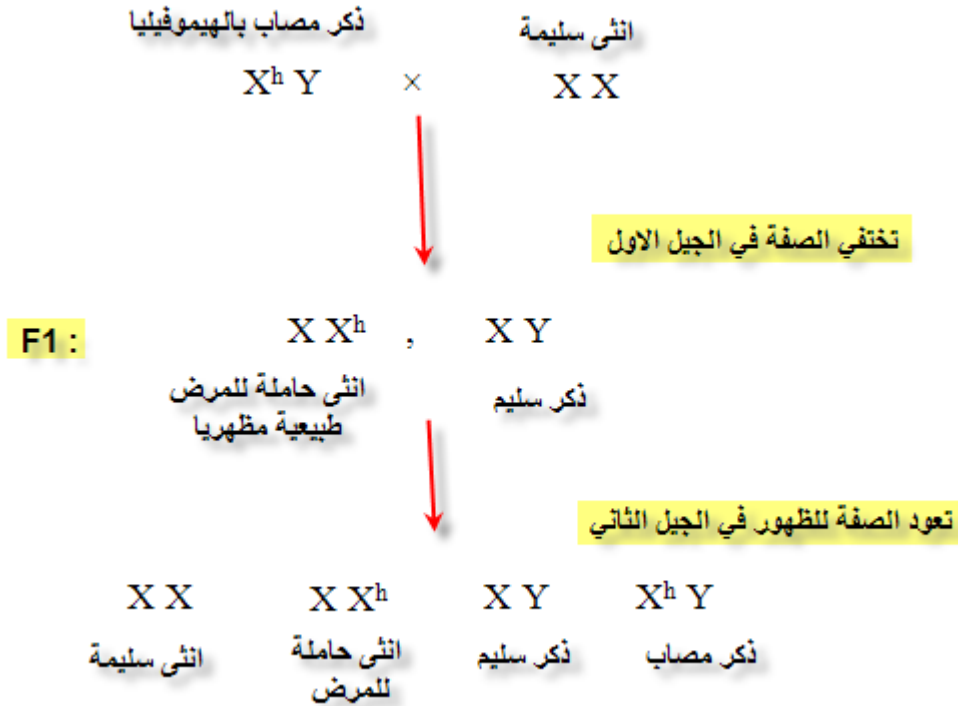 ذكر مصاب بالهيموفيليا انثى سليمة
Xʰ Y × X X
تختفي الصفة في الجيل الاول
F1 : X Xʰ , X Y
انثى حاملة للمرض ذكر سليم
طبيعية مظهريا
تعود الصفة للظهور في الجيل الثاني
X X X Xʰ X Y Xʰ Y
انثى سليمة انثى حاملة ذكر سليم ذكر مصاب
للمرض